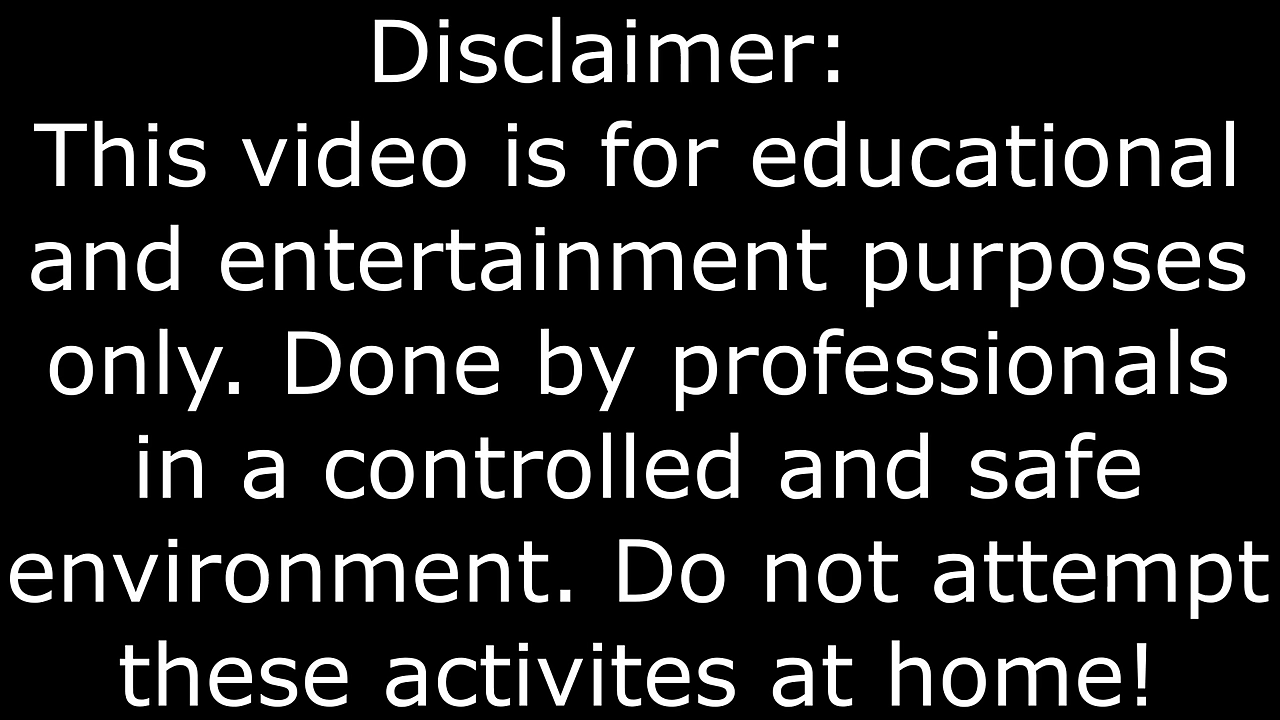 Disclaimer:
This video is for educational
and entertainment purposes
only. Done by professionals
in a controlled and safe
environment. Do not attempt
these activites at home!